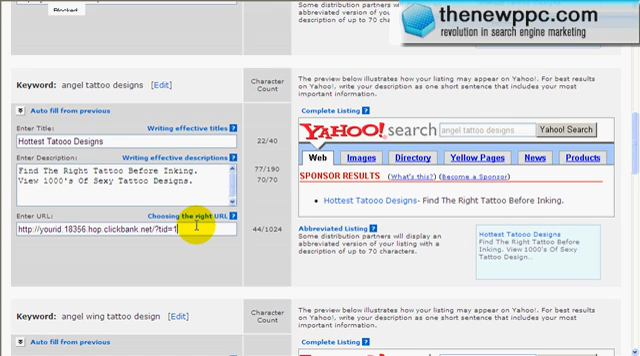 Blocked
Some distribution partners will display an
abbreviated version of your listing with a
description of up to 70 characters.
thenewppc.com
revolution in search engine marketing
Keyword: angel tattoo designs [Edit]
Character
Count
The preview below illustrates how your listing may appear on Yahoo!. For best results
on Yahoo!, write your description as one short sentence that includes your most
important information.
Auto fill from previous
Enter Title: Writing effective titles ?
Hottest Tatooo Designs
22/40
Enter Description: Writing effective descriptions ?
Find The Right Tattoo Before Inking.
View 1000's Of Sexy Tattoo Designs.
77/190
70/70
Enter URL: Choosing the right URL ?
http://yourid.18356.hop.clickbank.net/?tid=1
44/1024
Complete Listing ?
YAHOO! search angel tattoo designs Yahoo! Search
Web Images Directory Yellow Pages News Products
SPONSOR RESULTS (What's this?) (Become a Sponsor)
• Hottest Tatooo Designs- Find The Right Tattoo Before Inking.
Abbreviated Listing: ?
Some distribution partners will display an
abbreviated version of your listing with a
description of up to 70 characters.
Hottest Tatooo Designs
Find The Right Tattoo Before
Inking. View 1000's Of Sexy
Tattoo Design..
Keyword: angel wing tattoo design [Edit]
Character
Count
The preview below illustrates how your listing may appear on Yahoo!. For best results
on Yahoo!, write your description as one short sentence that includes your most
important information.
Auto fill from previous
Complete Listing ?